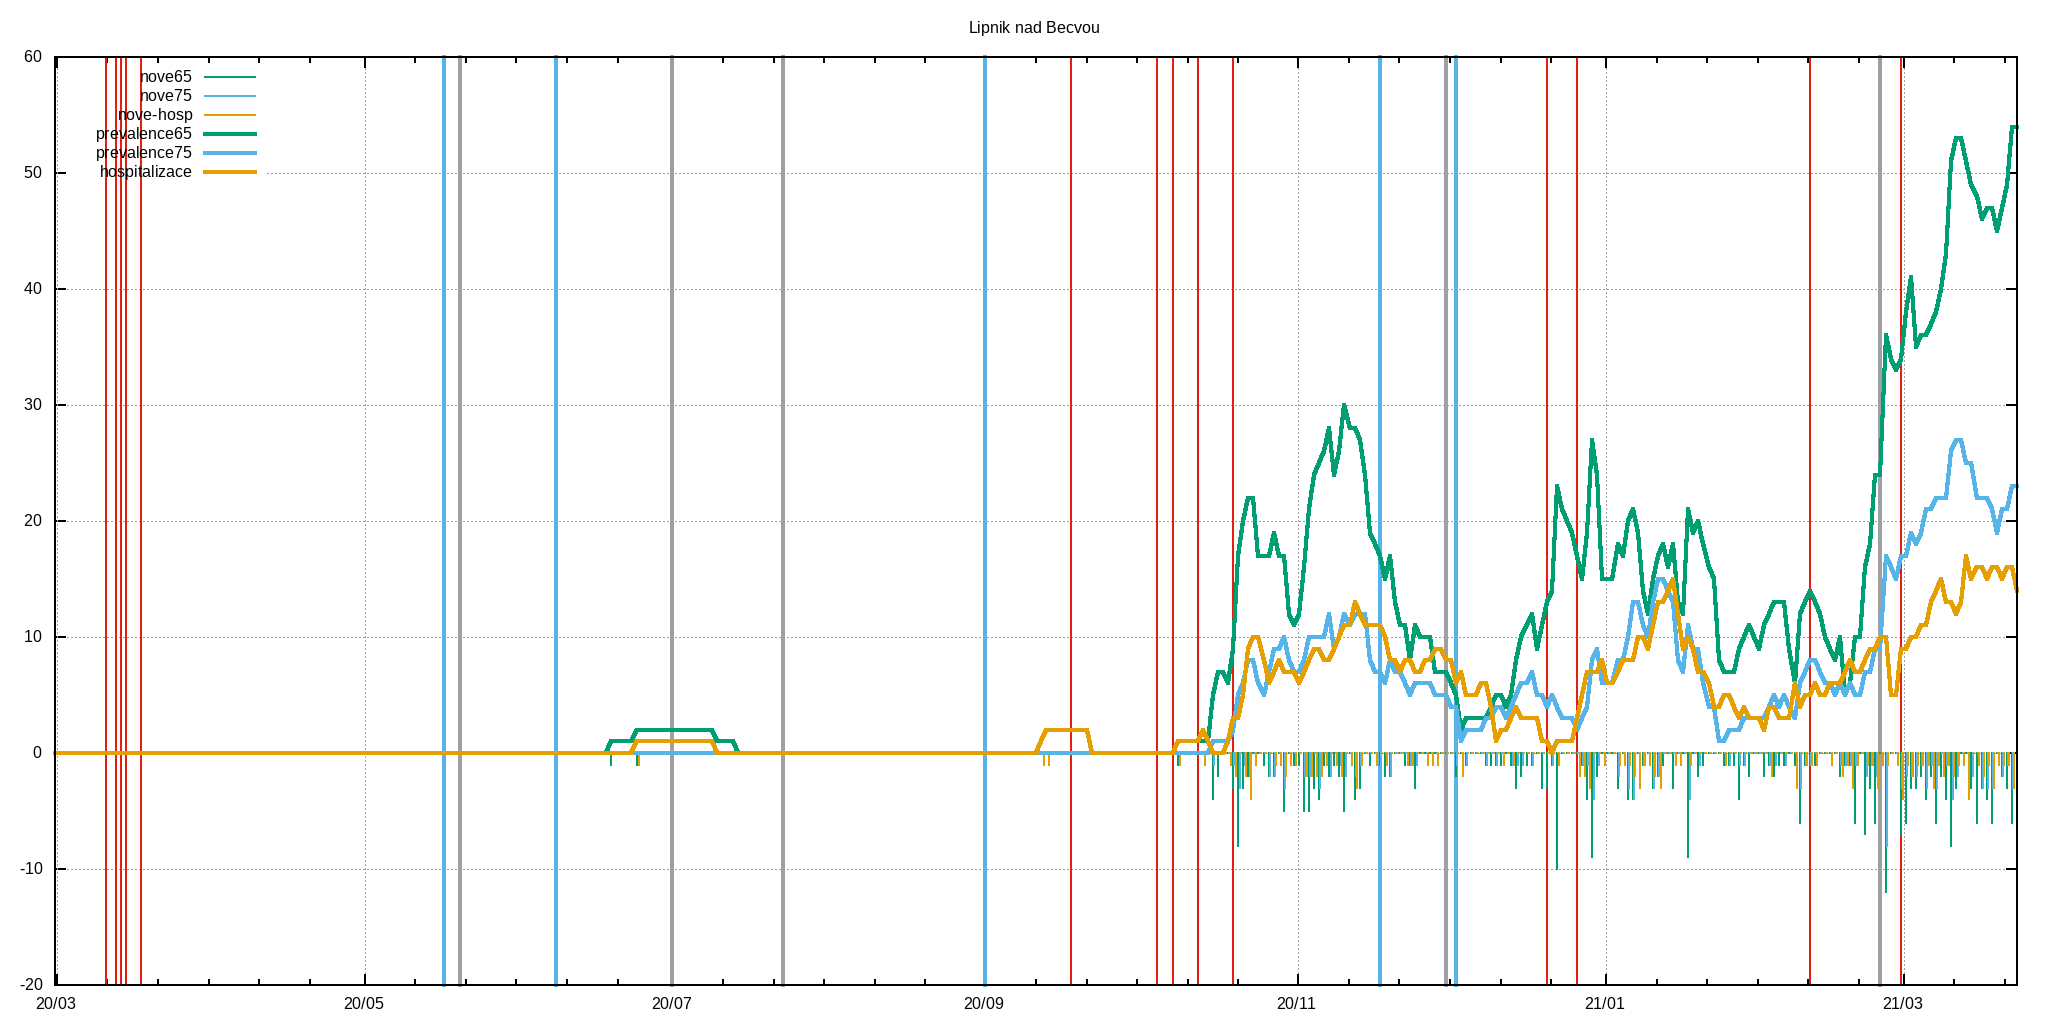 Lipnik nad Becvou
60
50
40
30
20
10
0
-10
-20
nove65
nove75
nove-hosp
prevalence65
prevalence75
hospitalizace
20/03 20/05 20/07 20/09 20/11 21/01 21/03